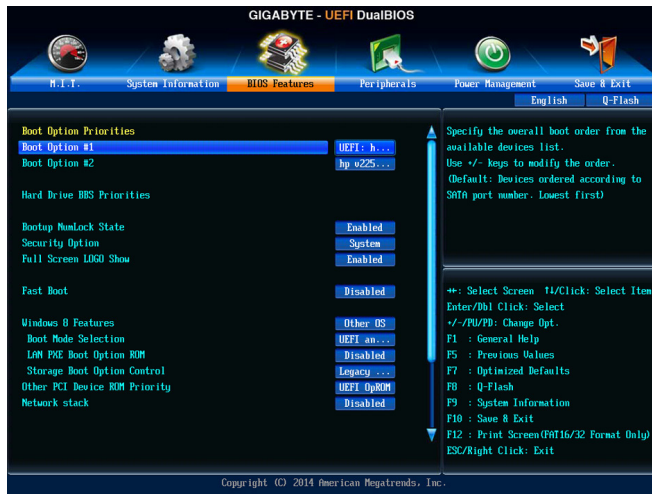 GIGABYTE - UEFI DualBIOS
M.I.T. System Information BIOS Features Peripherals Power Management Save & Exit
English Q-Flash
Boot Option Priorities
Boot Option #1 UEFI: h...
Boot Option #2 hp v225...
Hard Drive BBS Priorities
Bootup NumLock State Enabled
Security Option System
Full Screen LOGO Show Enabled
Fast Boot Disabled
Windows 8 Features Other OS
Boot Mode Selection UEFI an...
LAN PXE Boot Option ROM Disabled
Storage Boot Option Control Legacy ...
Other PCI Device ROM Priority UEFI OpROM
Network stack Disabled
Specify the overall boot order from the
available devices list.
Use +/- keys to modify the order.
(Default: Devices ordered according to
SATA port number. Lowest first)
→←: Select Screen ↑↓/Click: Select Item
Enter/Dbl Click: Select
+/-/PU/PD: Change Opt.
F1 : General Help
F5 : Previous Values
F7 : Optimized Defaults
F8 : Q-Flash
F9 : System Information
F10 : Save & Exit
F12 : Print Screen(FAT16/32 Format Only)
ESC/Right Click: Exit
Copyright (C) 2014 American Megatrends, Inc.